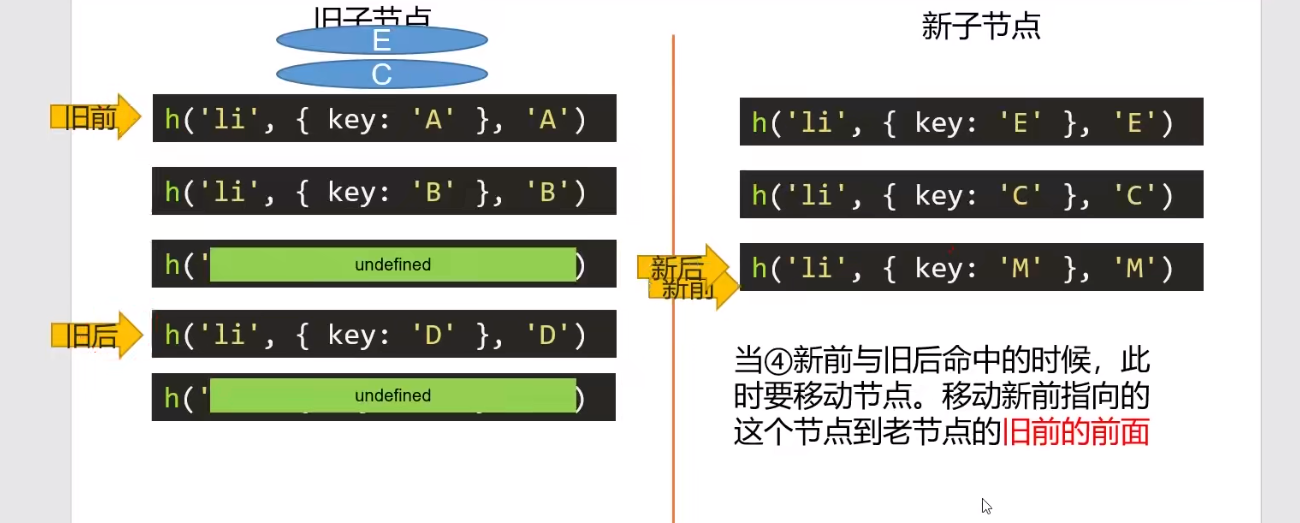 旧子节点
E
C
旧前
h('li', { key: 'A' }, 'A')
h('li', { key: 'B' }, 'B')
h('
undefined
)
旧后
h('li', { key: 'D' }, 'D')
h('
undefined
)
新子节点
h('li', { key: 'E' }, 'E')
h('li', { key: 'C' }, 'C')
新后
新前
h('li', { key: 'M' }, 'M')
当④新前与旧后命中的时候，此
时要移动节点。移动新前指向的
这个节点到老节点的旧前的前面